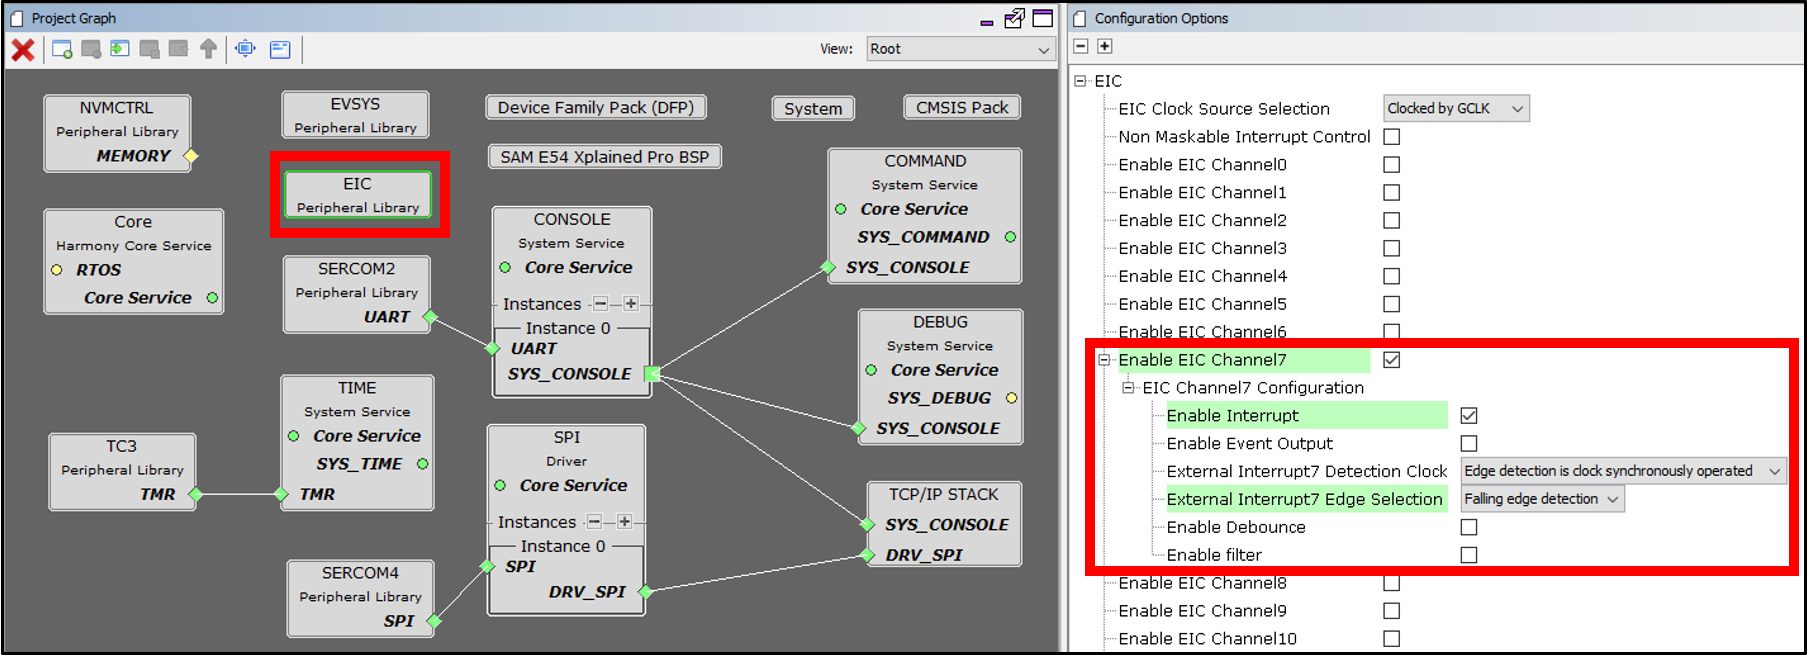 Project Graph
View:
Root
NVMCTRL
Peripheral Library
MEMORY
EVSYS
Peripheral Library
Device Family Pack (DFP)
System
CMSIS Pack
SAM E54 Xplained Pro BSP
EIC
Peripheral Library
COMMAND
System Service
Core Service
SYS_COMMAND
SYS_CONSOLE
Core
Harmony Core Service
RTOS
Core Service
SERCOM2
Peripheral Library
UART
CONSOLE
System Service
Core Service
Instances
Instance 0
UART
SYS_CONSOLE
DEBUG
System Service
Core Service
SYS_DEBUG
SYS_CONSOLE
TIME
System Service
Core Service
SYS_TIME
TMR
TC3
Peripheral Library
TMR
SPI
Driver
Core Service
Instances
Instance 0
SPI
DRV_SPI
TCP/IP STACK
SYS_CONSOLE
DRV_SPI
SERCOM4
Peripheral Library
SPI
Configuration Options
EIC
EIC Clock Source Selection Clocked by GCLK
Non Maskable Interrupt Control
Enable EIC Channel0
Enable EIC Channel1
Enable EIC Channel2
Enable EIC Channel3
Enable EIC Channel4
Enable EIC Channel5
Enable EIC Channel6
Enable EIC Channel7
EIC Channel7 Configuration
Enable Interrupt
Enable Event Output
External Interrupt7 Detection Clock Edge detection is clock synchronously operated
External Interrupt7 Edge Selection Falling edge detection
Enable Debounce
Enable filter
Enable EIC Channel8
Enable EIC Channel9
Enable EIC Channel10